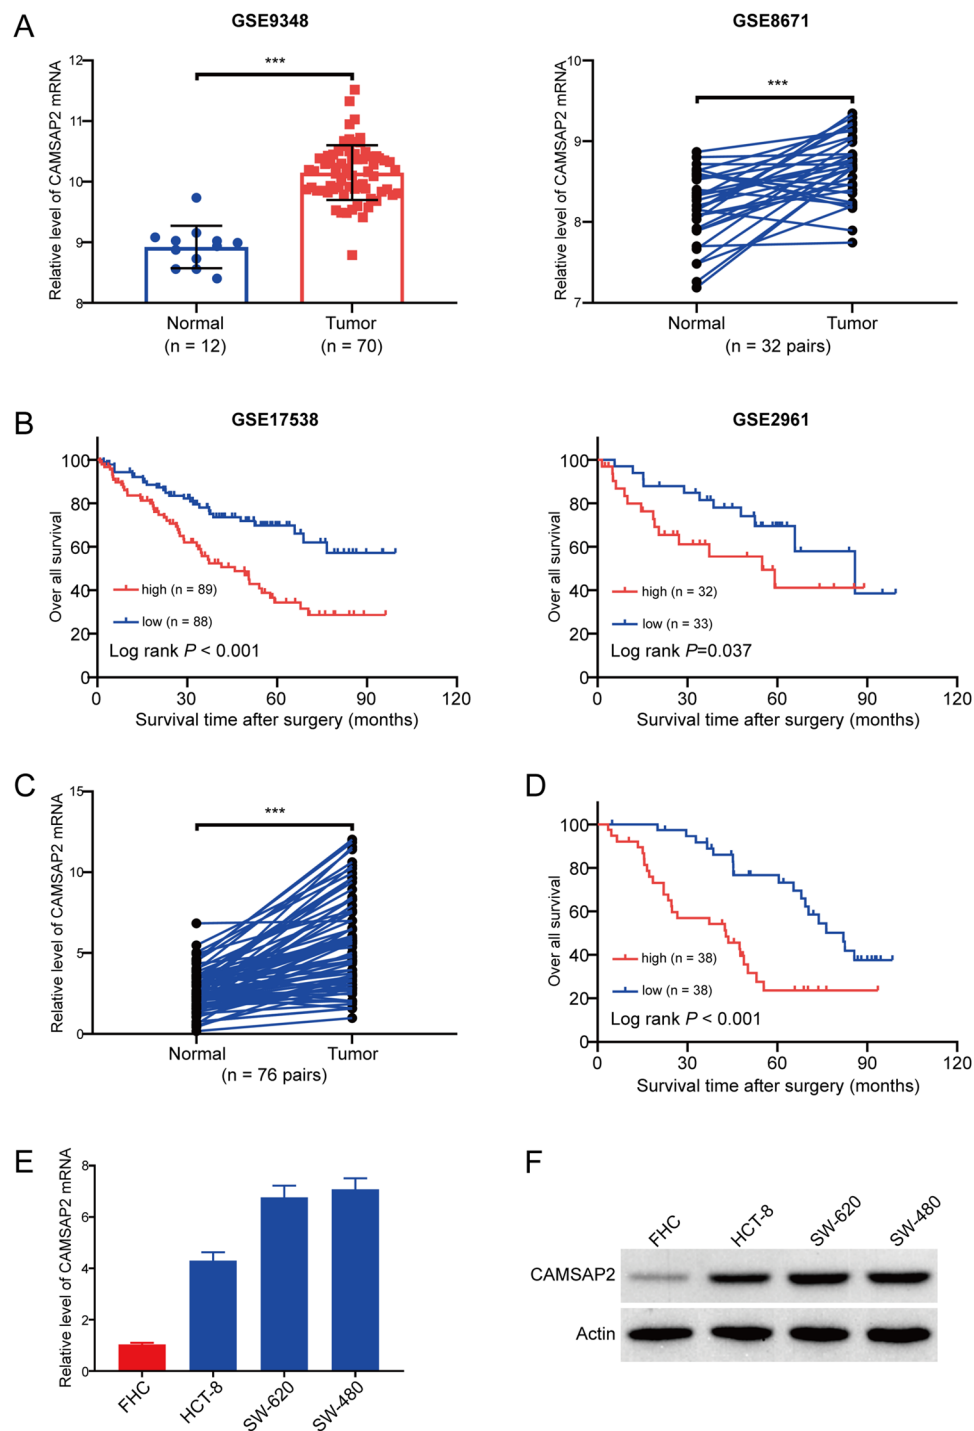 A
GSE9348
Relative level of CAMSAP2 mRNA
12
11
10
9
8
***
Normal
(n = 12)
Tumor
(n = 70)
GSE8671
Relative level of CAMSAP2 mRNA
10
9
8
7
***
Normal
Tumor
(n = 32 pairs)
B
GSE17538
Over all survival
100
80
60
40
20
0
high (n = 89)
low (n = 88)
Log rank P < 0.001
0 30 60 90 120
Survival time after surgery (months)
GSE2961
Over all survival
100
80
60
40
20
0
high (n = 32)
low (n = 33)
Log rank P=0.037
0 30 60 90 120
Survival time after surgery (months)
C
Relative level of CAMSAP2 mRNA
15
10
5
0
***
Normal
Tumor
(n = 76 pairs)
D
Over all survival
100
80
60
40
20
0
high (n = 38)
low (n = 38)
Log rank P < 0.001
0 30 60 90 120
Survival time after surgery (months)
E
Relative level of CAMSAP2 mRNA
8
6
4
2
0
FHC
HCT-8
SW-620
SW-480
F
FHC
HCT-8
SW-620
SW-480
CAMSAP2
Actin